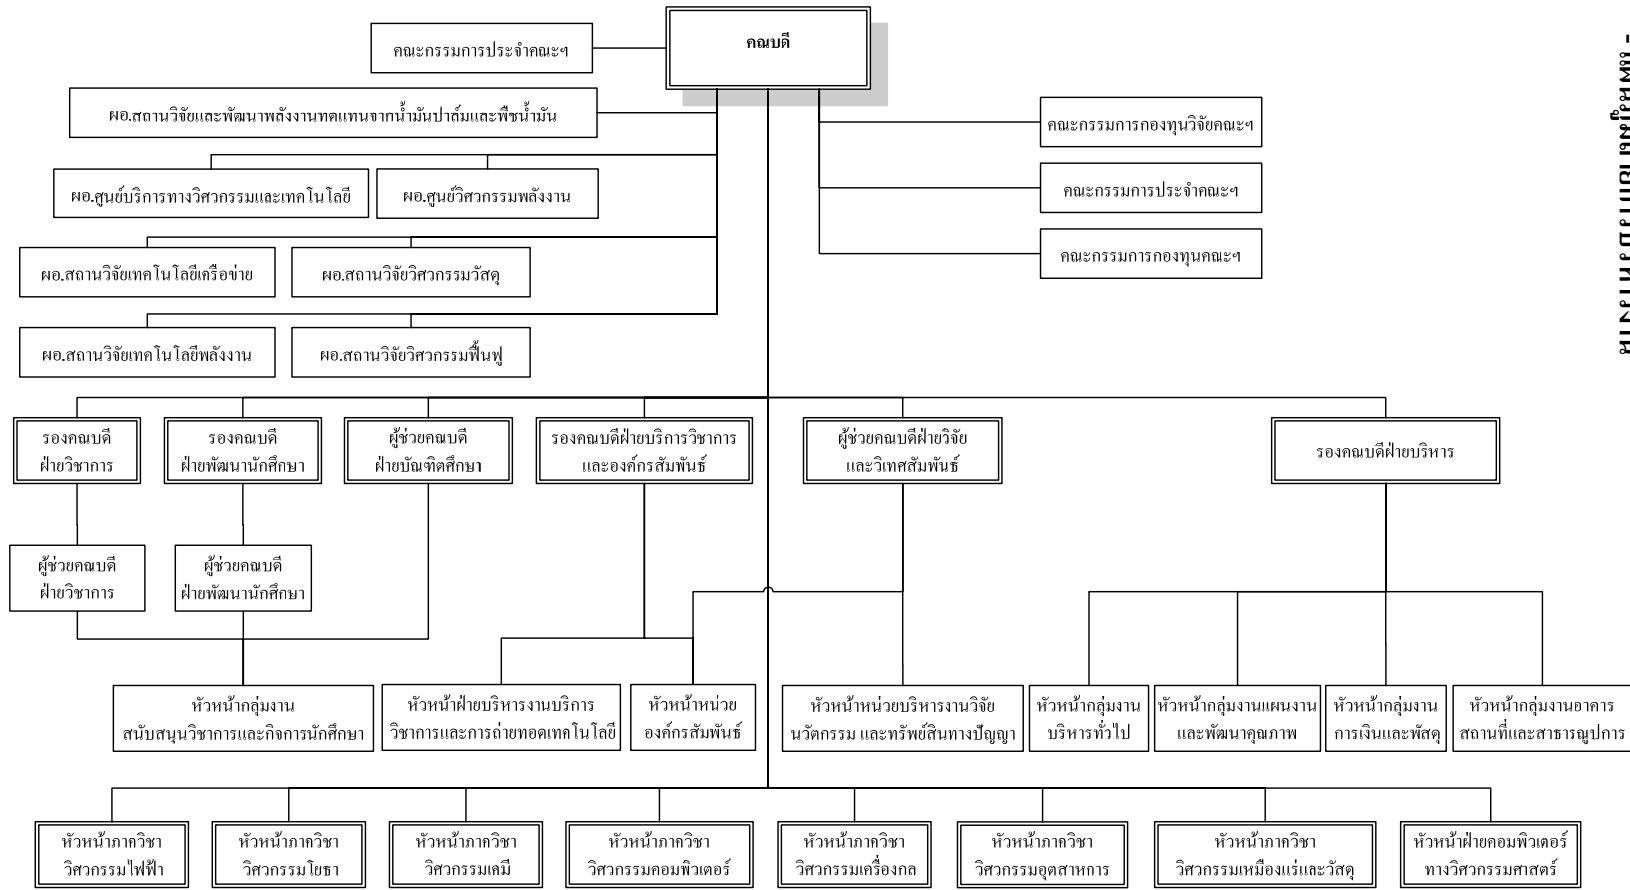 คณบดี
คณะกรรมการประจำคณะฯ
ผอ.สถานวิจัยและพัฒนาพลังงานทดแทนจากน้ำมันปาล์มและพืชน้ำมัน
คณะกรรมการกองทุนวิจัยคณะฯ
ผอ.ศูนย์บริการทางวิศวกรรมและเทคโนโลยี
ผอ.ศูนย์วิศวกรรมพลังงาน
คณะกรรมการประจำคณะฯ
คณะกรรมการกองทุนคณะฯ
ผอ.สถานวิจัยเทคโนโลยีเครือข่าย
ผอ.สถานวิจัยวิศวกรรมวัสดุ
ผอ.สถานวิจัยเทคโนโลยีพลังงาน
ผอ.สถานวิจัยวิศวกรรมฟื้นฟู
รองคณบดี
ฝ่ายวิชาการ
รองคณบดี
ฝ่ายพัฒนานักศึกษา
ผู้ช่วยคณบดี
ฝ่ายบัณฑิตศึกษา
รองคณบดีฝ่ายบริการวิชาการ
และองค์กรสัมพันธ์
ผู้ช่วยคณบดีฝ่ายวิจัย
และวิเทศสัมพันธ์
รองคณบดีฝ่ายบริหาร
ผู้ช่วยคณบดี
ฝ่ายวิชาการ
ผู้ช่วยคณบดี
ฝ่ายพัฒนานักศึกษา
หัวหน้ากลุ่มงาน
สนับสนุนวิชาการและกิจการนักศึกษา
หัวหน้าฝ่ายบริหารงานบริการ
วิชาการและการถ่ายทอดเทคโนโลยี
หัวหน้าหน่วย
องค์กรสัมพันธ์
หัวหน้าหน่วยบริหารงานวิจัย
นวัตกรรม และทรัพย์สินทางปัญญา
หัวหน้ากลุ่มงาน
บริหารทั่วไป
หัวหน้ากลุ่มงานแผนงาน
และพัฒนาคุณภาพ
หัวหน้ากลุ่มงาน
การเงินและพัสดุ
หัวหน้ากลุ่มงานอาคาร
สถานที่และสาธารณูปการ
หัวหน้าภาควิชา
วิศวกรรมไฟฟ้า
หัวหน้าภาควิชา
วิศวกรรมโยธา
หัวหน้าภาควิชา
วิศวกรรมเคมี
หัวหน้าภาควิชา
วิศวกรรมคอมพิวเตอร์
หัวหน้าภาควิชา
วิศวกรรมเครื่องกล
หัวหน้าภาควิชา
วิศวกรรมอุตสาหการ
หัวหน้าภาควิชา
วิศวกรรมเหมืองแร่และวัสดุ
หัวหน้าฝ่ายคอมพิวเตอร์
ทางวิศวกรรมศาสตร์